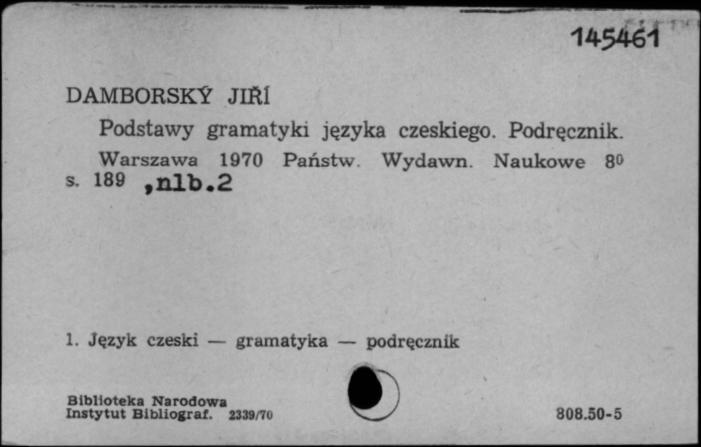 145461
DAMBORSKÝ JIŘÍ
Podstawy gramatyki języka czeskiego. Podręcznik.
Warszawa 1970 Państw. Wydawn. Naukowe 8⁰
s. 189 ,nlb.2
1. Język czeski — gramatyka — podręcznik
Biblioteka Narodowa
Instytut Bibliograf. 2339/70
808.50-5